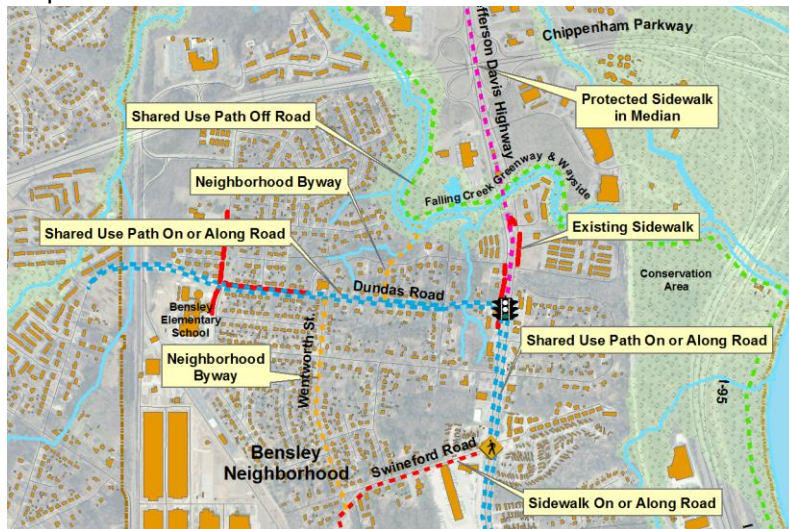 Chippenham Parkway
Jefferson Davis Highway
Protected Sidewalk
in Median
Shared Use Path Off Road
Neighborhood Byway
Falling Creek Greenway & Wayside
Shared Use Path On or Along Road
Existing Sidewalk
Dundas Road
Conservation
Area
Bensley
Elementary
School
Neighborhood
Byway
Wentworth St.
Shared Use Path On or Along Road
I-95
Bensley
Neighborhood
Swineford Road
Sidewalk On or Along Road